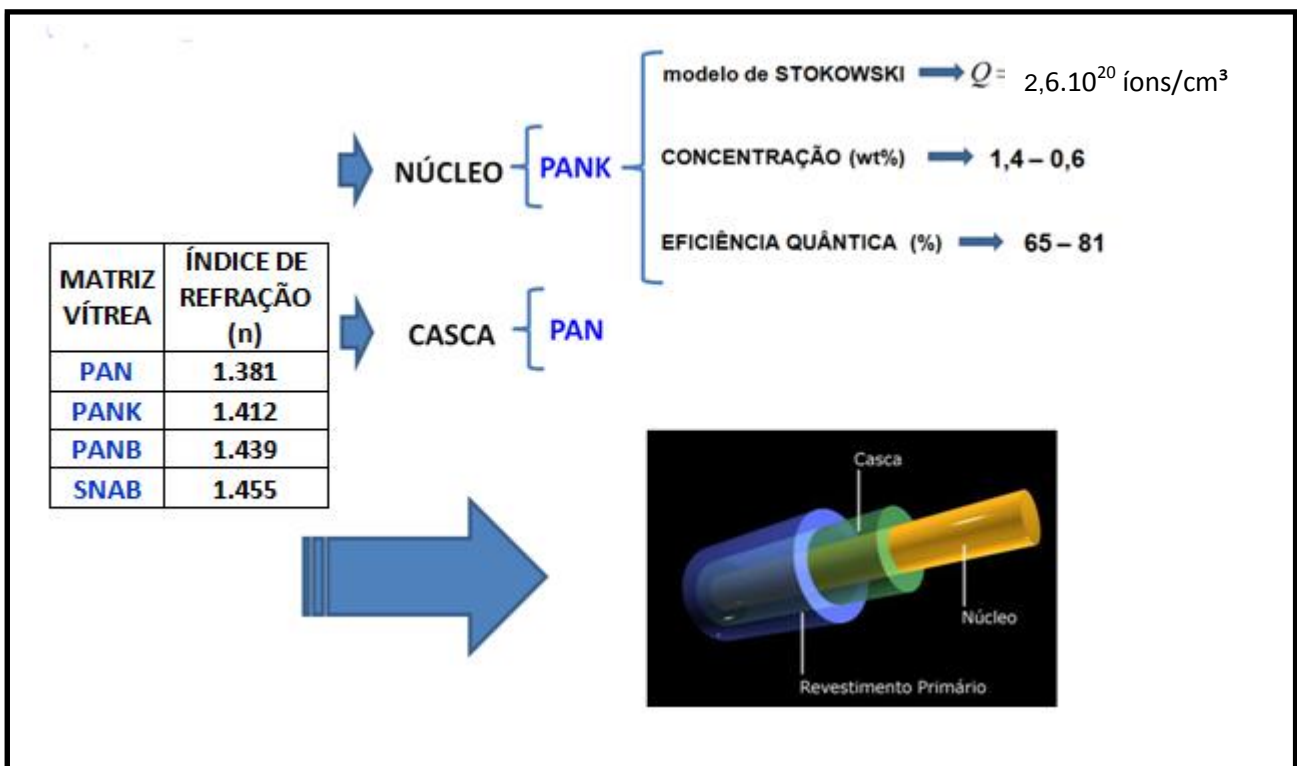 modelo de STOKOWSKI Q = 2,6.10²⁰ íons/cm³
NÚCLEO PANK
CONCENTRAÇÃO (wt%) 1,4 – 0,6
EFICIÊNCIA QUÂNTICA (%) 65 – 81
CASCA PAN
MATRIZ VÍTREA
ÍNDICE DE REFRAÇÃO (n)
PAN 1.381
PANK 1.412
PANB 1.439
SNAB 1.455
Casca
Núcleo
Revestimento Primário